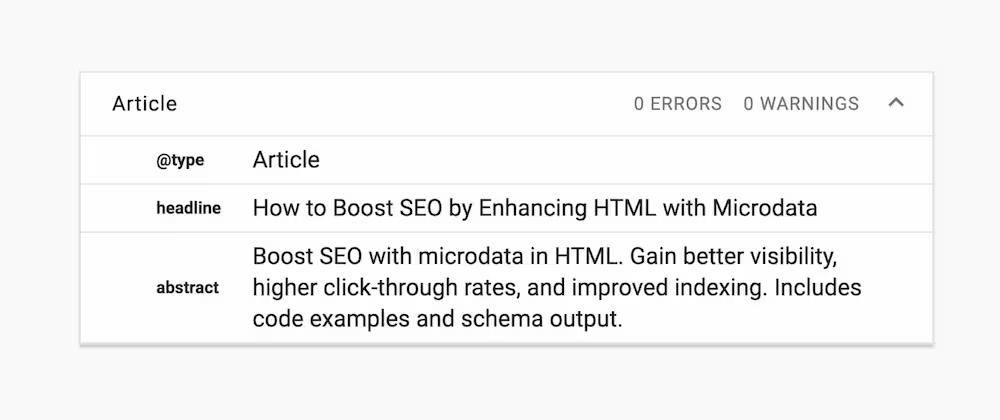 Article 0 ERRORS 0 WARNINGS
@type Article
headline How to Boost SEO by Enhancing HTML with Microdata
abstract Boost SEO with microdata in HTML. Gain better visibility,
higher click-through rates, and improved indexing. Includes
code examples and schema output.